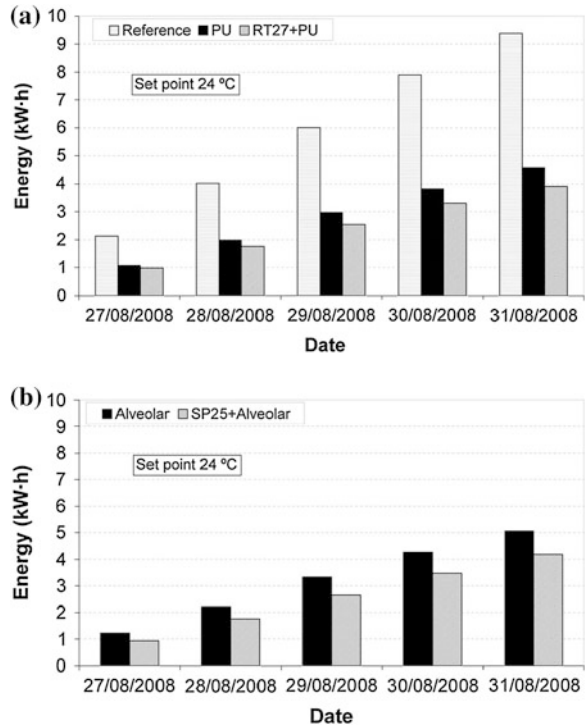 (a)
10
9
8
7
6
5
4
3
2
1
0
Energy (kW·h)
Reference PU RT27+PU
Set point 24 ºC
27/08/2008 28/08/2008 29/08/2008 30/08/2008 31/08/2008
Date
(b)
10
9
8
7
6
5
4
3
2
1
0
Energy (kW·h)
Alveolar SP25+Alveolar
Set point 24 ºC
27/08/2008 28/08/2008 29/08/2008 30/08/2008 31/08/2008
Date